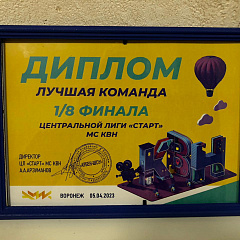 ДИПЛОМ
ЛУЧШАЯ КОМАНДА
1/8 ФИНАЛА
ЦЕНТРАЛЬНОЙ ЛИГИ «СТАРТ»
МС КВН
ДИРЕКТОР
ЦЛ «СТАРТ» МС КВН
А.АРЗУМАНОВ
КВН
ВОРОНЕЖ 05.04.2023